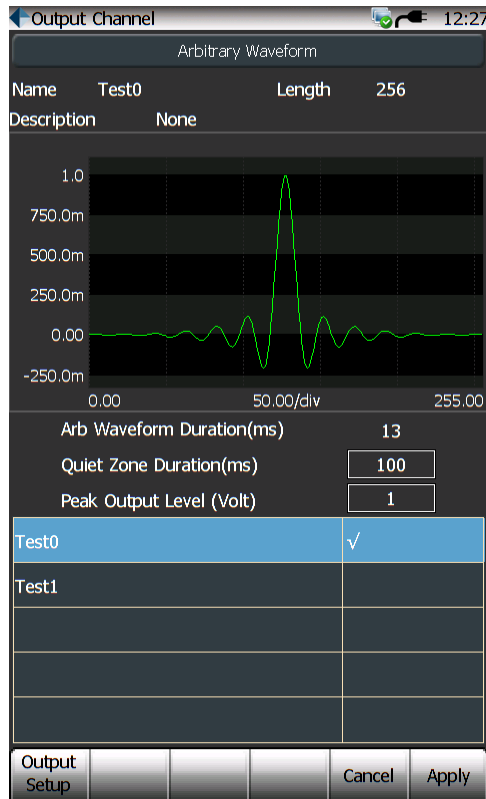 Output Channel 12:27
Arbitrary Waveform
Name Test0 Length 256
Description None
1.0
750.0m
500.0m
250.0m
0.00
-250.0m
0.00 50.00/div 255.00
Arb Waveform Duration(ms) 13
Quiet Zone Duration(ms) 100
Peak Output Level (Volt) 1
Test0 √
Test1
Output Setup Cancel Apply